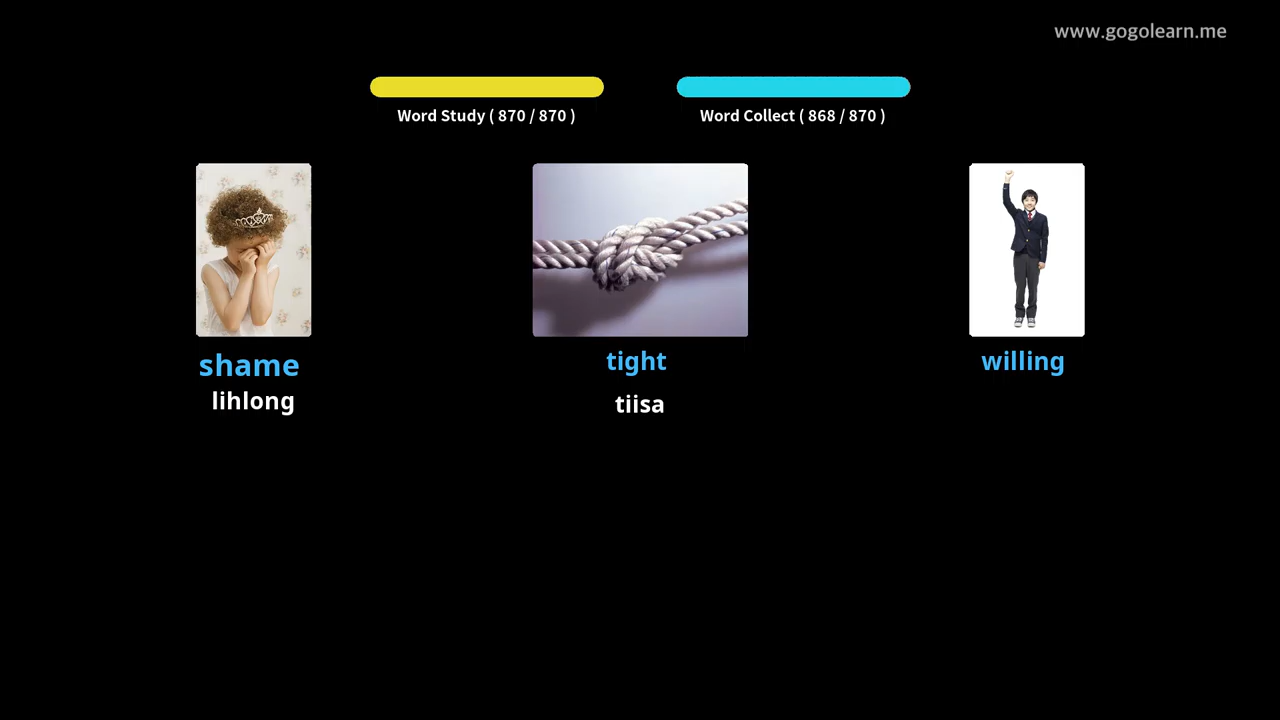 www.gogolearn.me
Word Study ( 870 / 870 )
Word Collect ( 868 / 870 )
shame
lihlong
tight
tiisa
willing